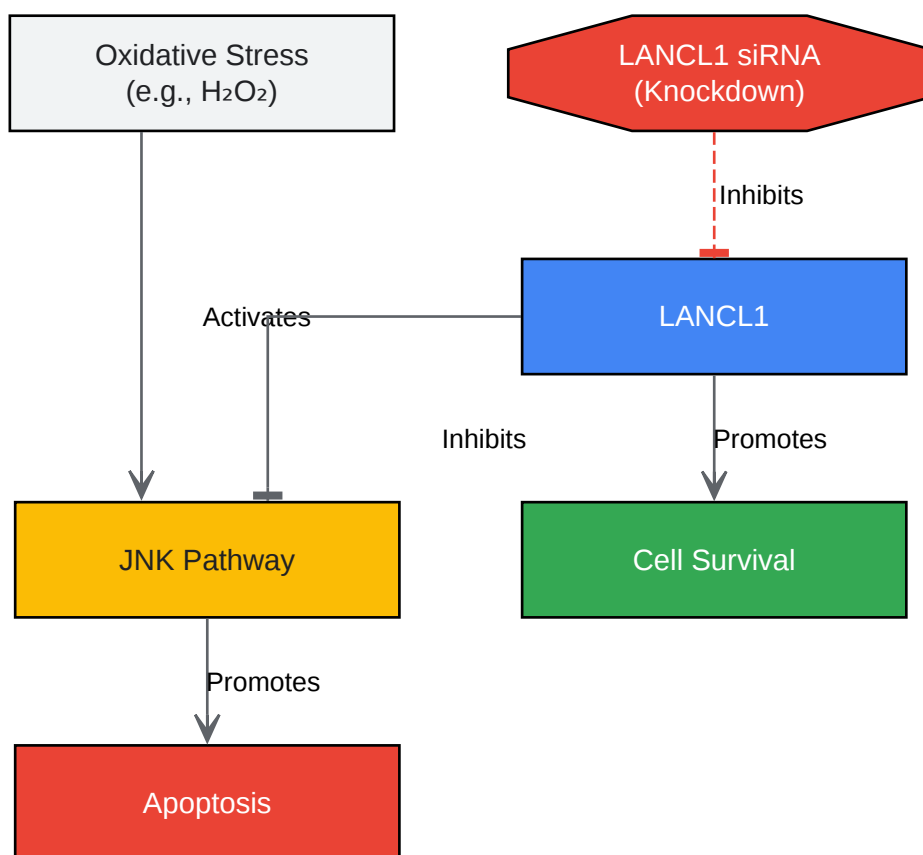 Oxidative Stress
(e.g., H₂O₂)
LANCL1 siRNA
(Knockdown)
Inhibits
Activates
LANCL1
Inhibits
Promotes
JNK Pathway
Cell Survival
Promotes
Apoptosis